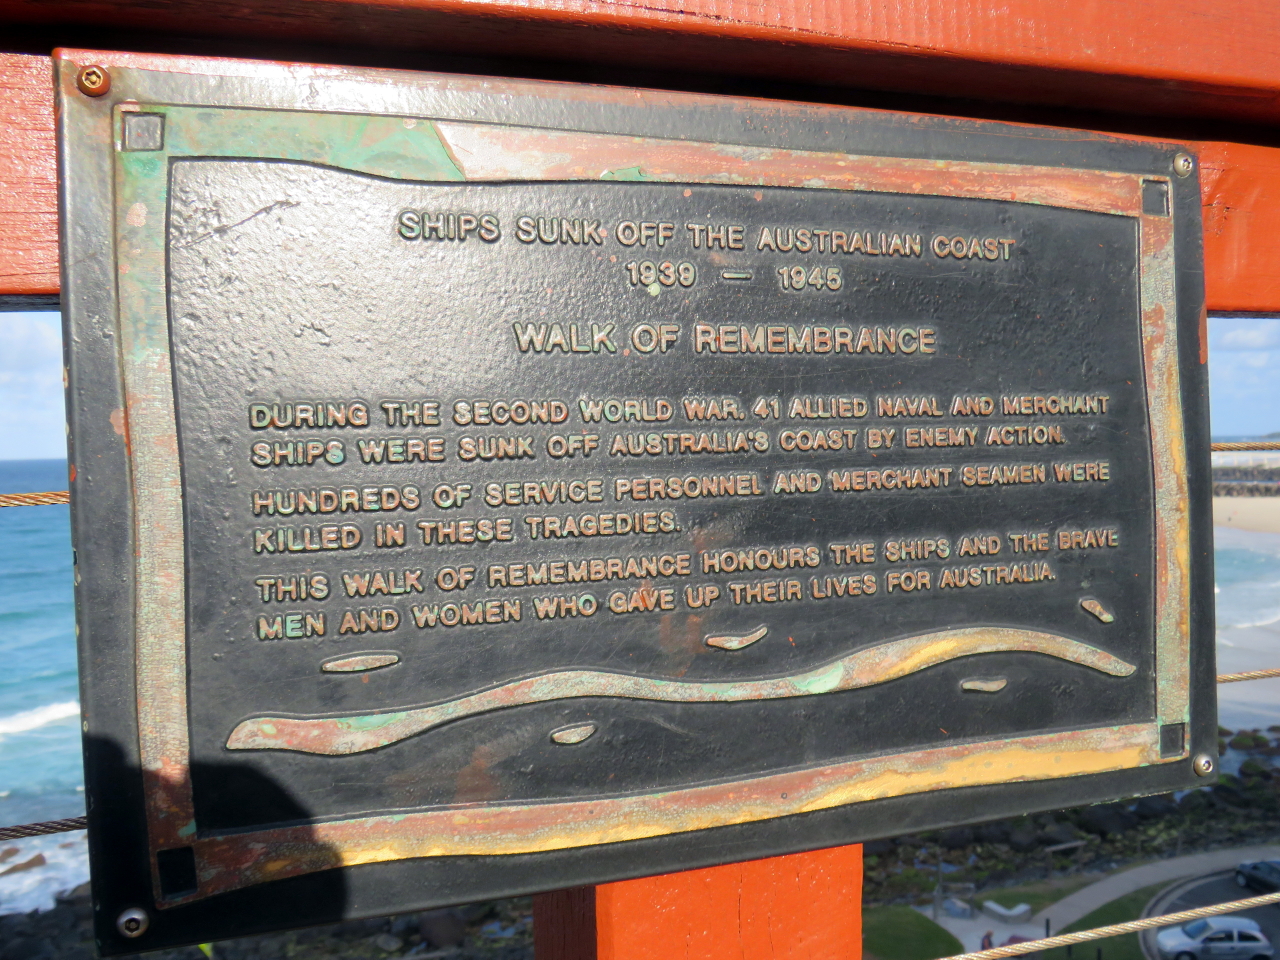 SHIPS SUNK OFF THE AUSTRALIAN COAST
1939 — 1945
WALK OF REMEMBRANCE
DURING THE SECOND WORLD WAR. 41 ALLIED NAVAL AND MERCHANT
SHIPS WERE SUNK OFF AUSTRALIA'S COAST BY ENEMY ACTION.
HUNDREDS OF SERVICE PERSONNEL AND MERCHANT SEAMEN WERE
KILLED IN THESE TRAGEDIES.
THIS WALK OF REMEMBRANCE HONOURS THE SHIPS AND THE BRAVE
MEN AND WOMEN WHO GAVE UP THEIR LIVES FOR AUSTRALIA.